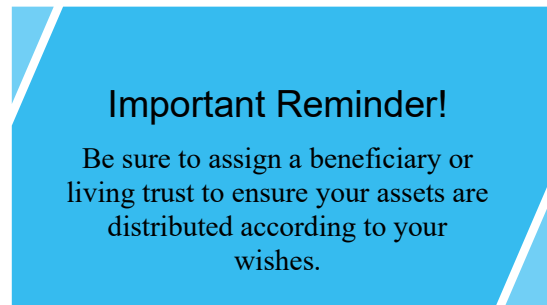 Important Reminder!
Be sure to assign a beneficiary or
living trust to ensure your assets are
distributed according to your
wishes.